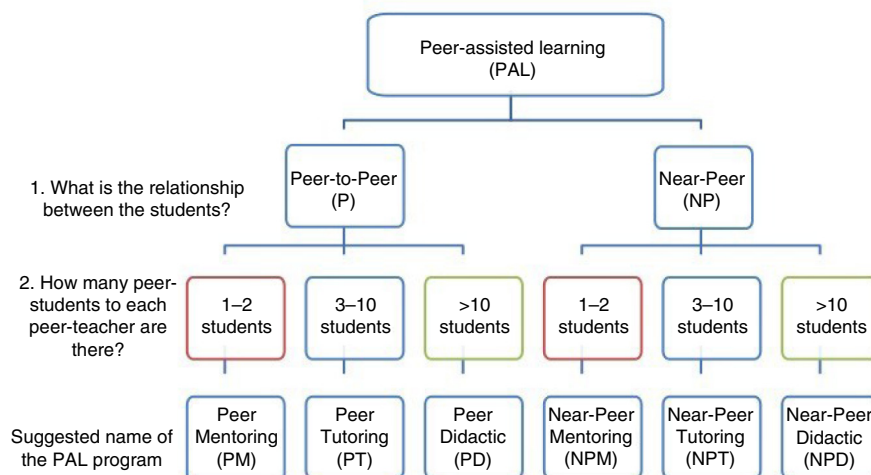 Peer-assisted learning
(PAL)
1. What is the relationship
between the students?
Peer-to-Peer
(P)
Near-Peer
(NP)
2. How many peer-
students to each
peer-teacher are
there?
1–2
students
3–10
students
>10
students
1–2
students
3–10
students
>10
students
Suggested name of
the PAL program
Peer
Mentoring
(PM)
Peer
Tutoring
(PT)
Peer
Didactic
(PD)
Near-Peer
Mentoring
(NPM)
Near-Peer
Tutoring
(NPT)
Near-Peer
Didactic
(NPD)